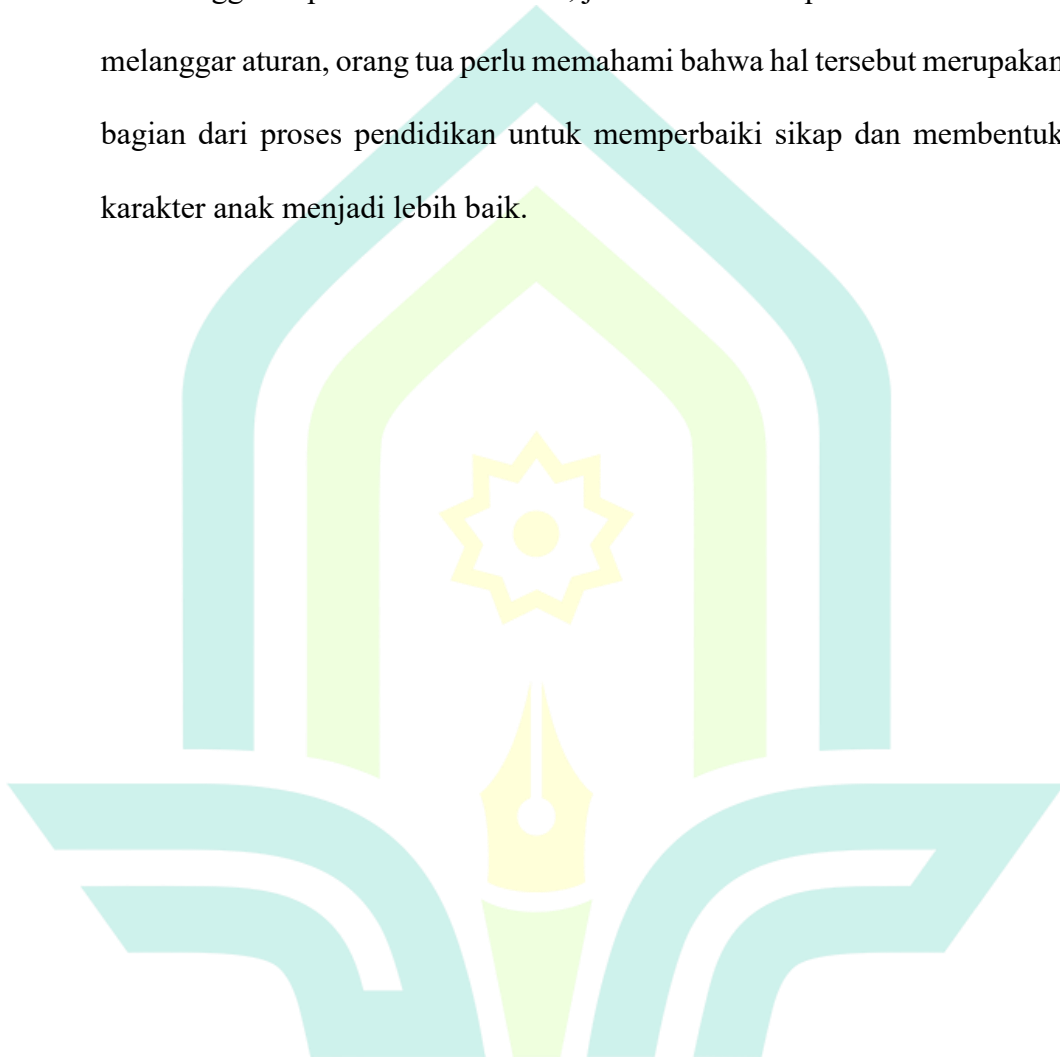 melanggar aturan, orang tua perlu memahami bahwa hal tersebut merupakan
bagian dari proses pendidikan untuk memperbaiki sikap dan membentuk
karakter anak menjadi lebih baik.